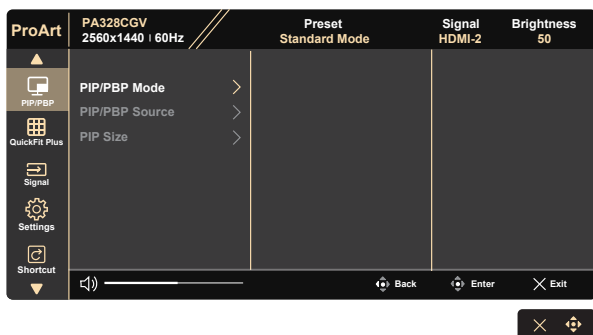 ProArt
PA328CGV
2560x1440 | 60Hz
Preset
Standard Mode
Signal
HDMI-2
Brightness
50
PIP/PBP
QuickFit Plus
Signal
Settings
Shortcut
PIP/PBP Mode
PIP/PBP Source
PIP Size
Back
Enter
Exit